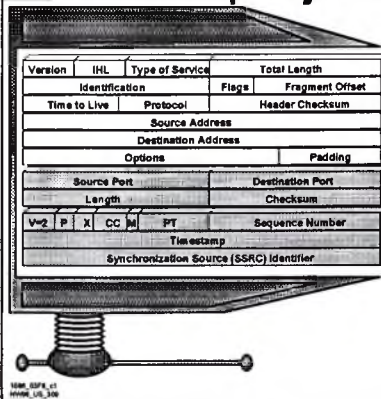 Version IHL Type of Service Total Length
Identification Flags Fragment Offset
Time to Live Protocol Header Checksum
Source Address
Destination Address
Options Padding
Source Port Destination Port
Length Checksum
V=2 P X CC M PT Sequence Number
Timestamp
Synchronization Source (SSRC) Identifier